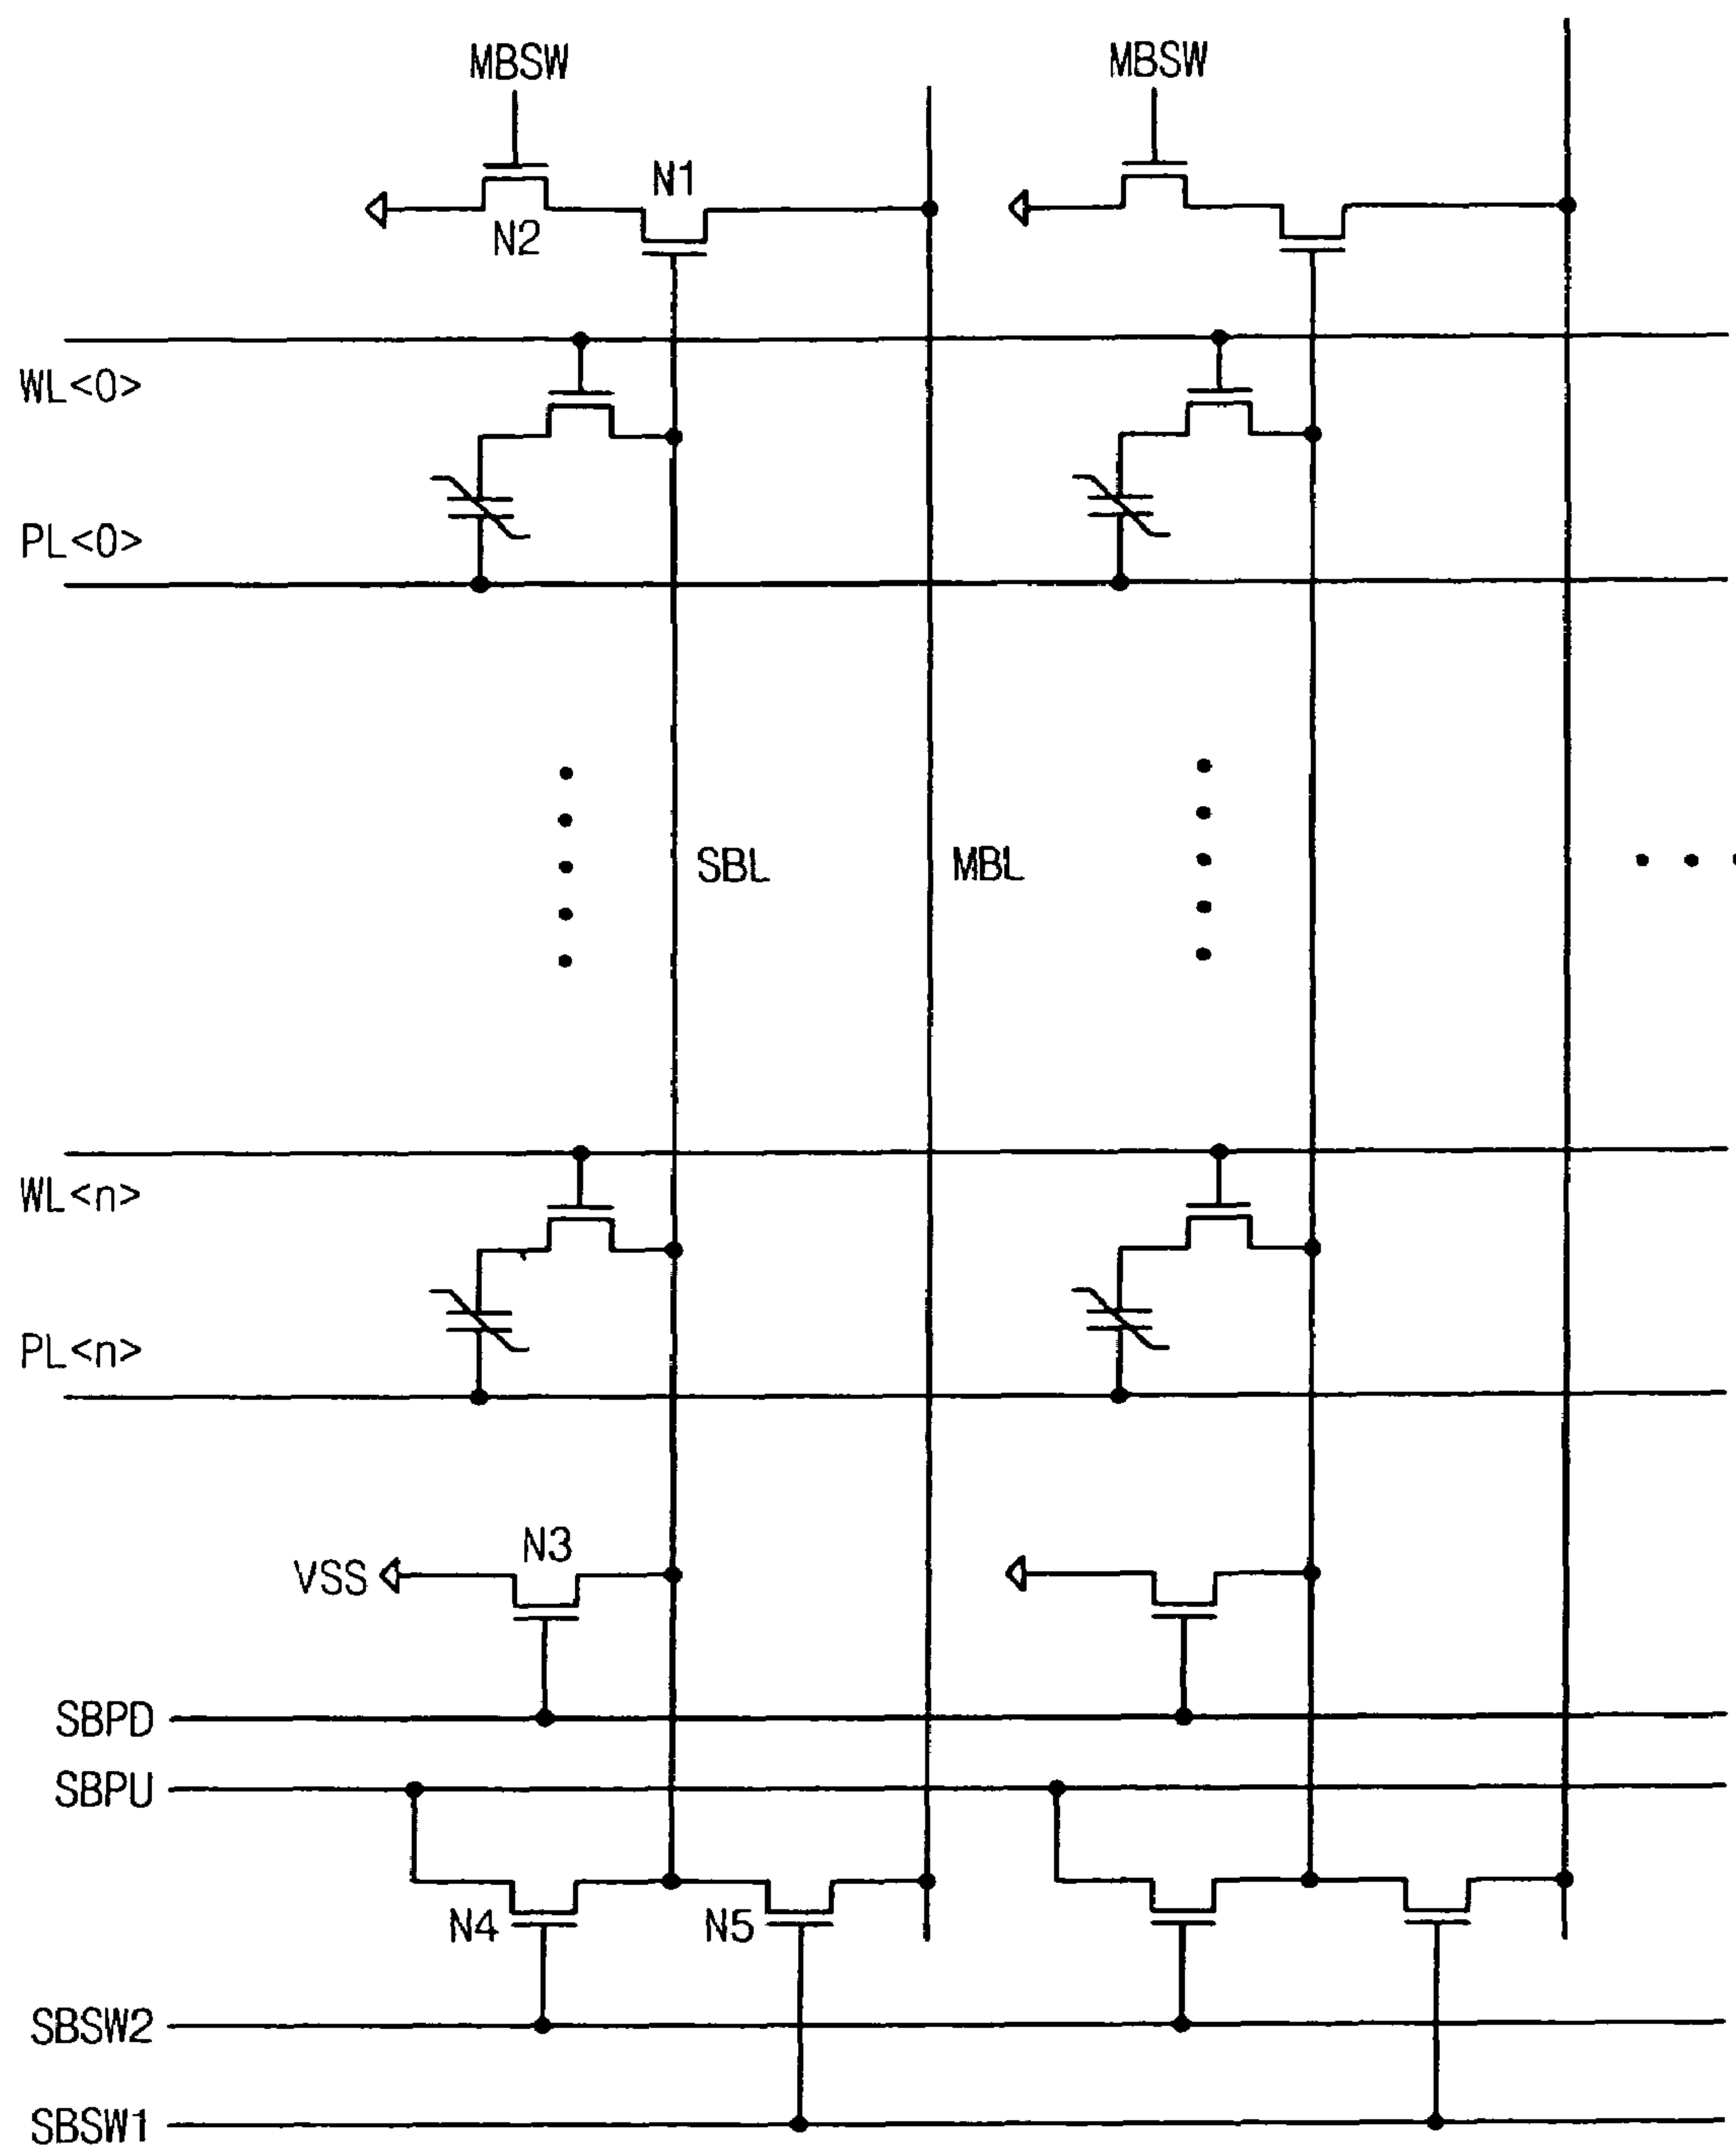 MBSW MBSW
N1
N2
WL<0>
PL<0>
SBL MBL
WL<n>
PL<n>
N3
VSS
SBPD
SBPU
N4 N5
SBSW2
SBSW1